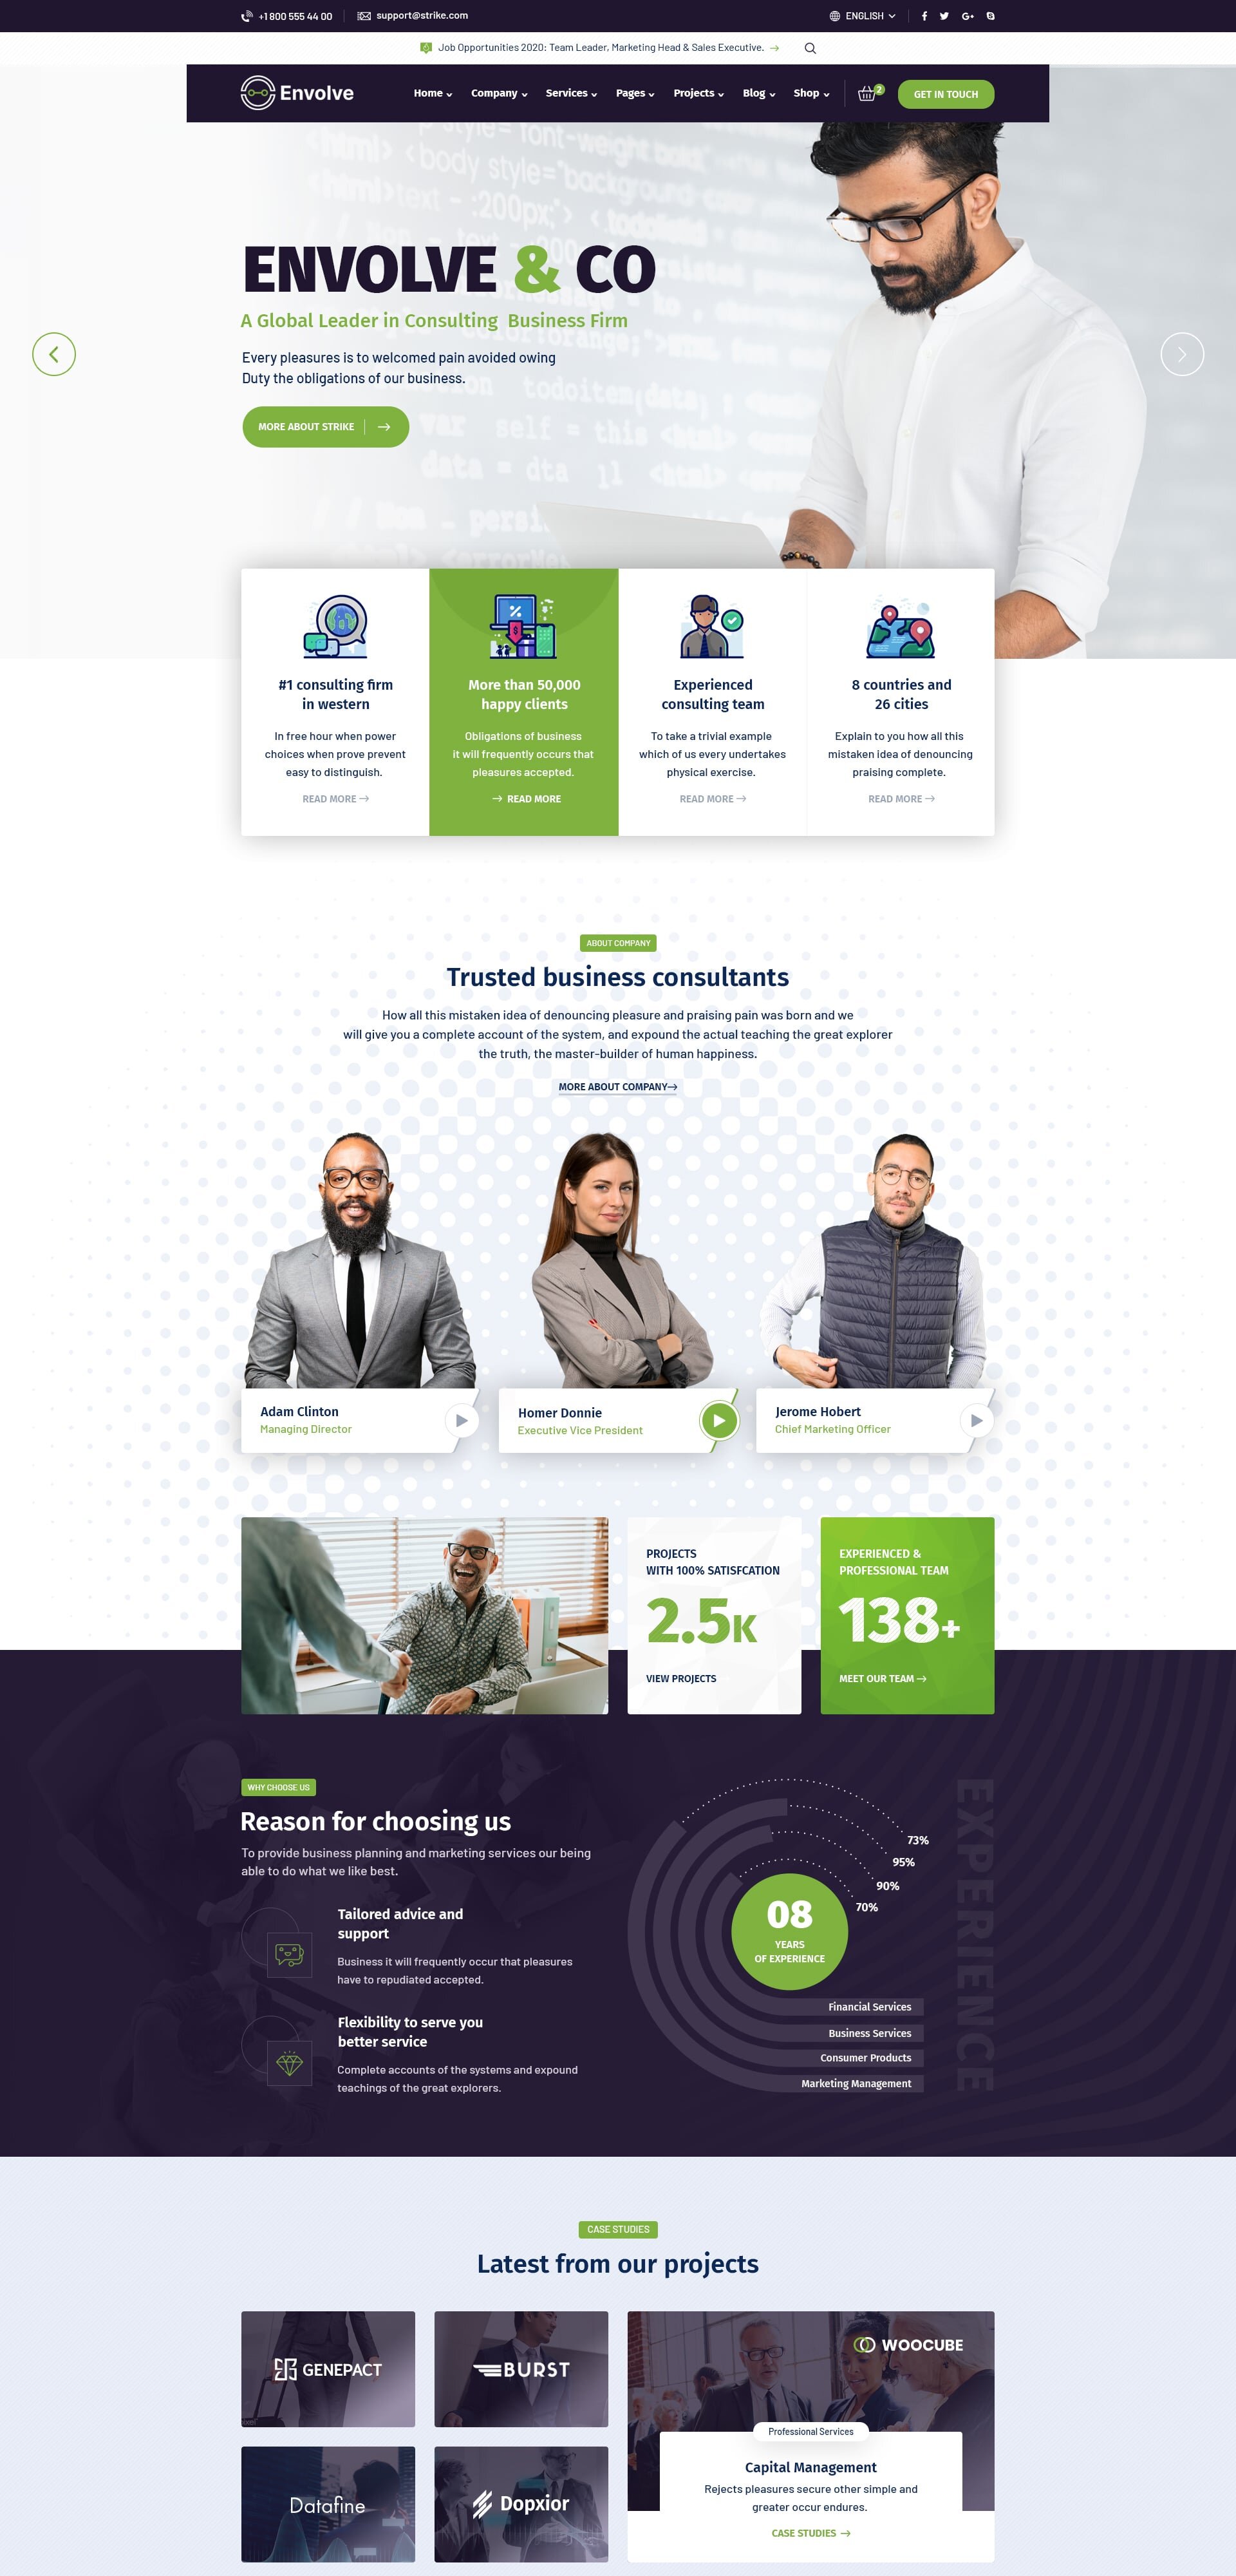 +1 800 555 44 00
support@strike.com
ENGLISH
Job Opportunities 2020: Team Leader, Marketing Head & Sales Executive.
Envolve
Home
Company
Services
Pages
Projects
Blog
Shop
2
GET IN TOUCH
ENVOLVE & CO
A Global Leader in Consulting Business Firm
Every pleasures is to welcomed pain avoided owing
Duty the obligations of our business.
MORE ABOUT STRIKE
#1 consulting firm
in western
In free hour when power
choices when prove prevent
easy to distinguish.
READ MORE
More than 50,000
happy clients
Obligations of business
it will frequently occurs that
pleasures accepted.
READ MORE
Experienced
consulting team
To take a trivial example
which of us every undertakes
physical exercise.
READ MORE
8 countries and
26 cities
Explain to you how all this
mistaken idea of denouncing
praising complete.
READ MORE
ABOUT COMPANY
Trusted business consultants
How all this mistaken idea of denouncing pleasure and praising pain was born and we
will give you a complete account of the system, and expound the actual teaching the great explorer
the truth, the master-builder of human happiness.
MORE ABOUT COMPANY
Adam Clinton
Managing Director
Homer Donnie
Executive Vice President
Jerome Hobert
Chief Marketing Officer
PROJECTS
WITH 100% SATISFCATION
2.5K
VIEW PROJECTS
EXPERIENCED &
PROFESSIONAL TEAM
138+
MEET OUR TEAM
WHY CHOOSE US
Reason for choosing us
To provide business planning and marketing services our being
able to do what we like best.
Tailored advice and
support
Business it will frequently occur that pleasures
have to repudiated accepted.
Flexibility to serve you
better service
Complete accounts of the systems and expound
teachings of the great explorers.
73%
95%
90%
70%
08
YEARS
OF EXPERIENCE
Financial Services
Business Services
Consumer Products
Marketing Management
EXPERIENCE
CASE STUDIES
Latest from our projects
GENEPACT
BURST
WOOCUBE
Datafine
Dopxior
Professional Services
Capital Management
Rejects pleasures secure other simple and
greater occur endures.
CASE STUDIES